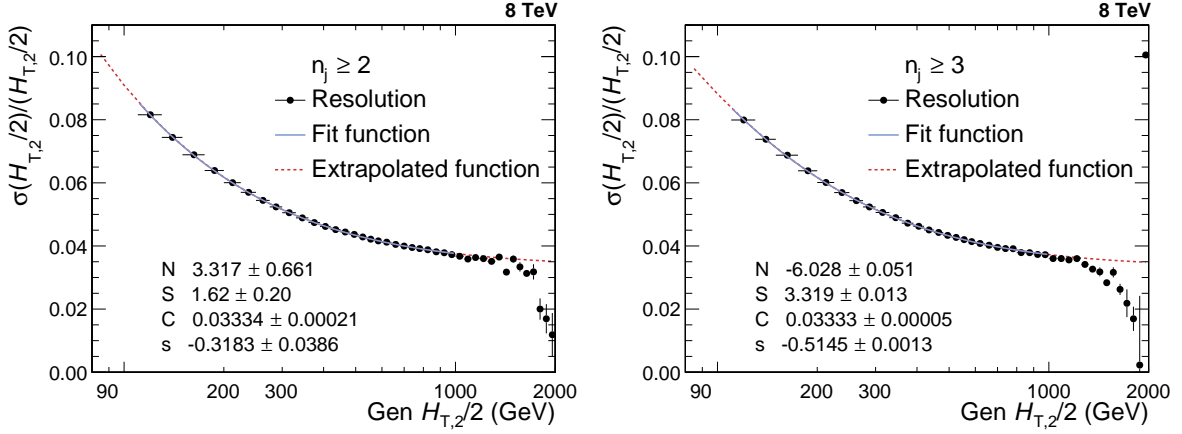 8 TeV
n_j ≥ 2
Resolution
Fit function
Extrapolated function
N 3.317 ± 0.661
S 1.62 ± 0.20
C 0.03334 ± 0.00021
s -0.3183 ± 0.0386
σ(H_T,2/2)/(H_T,2/2)
0.10
0.08
0.06
0.04
0.02
0.00
90 200 300 1000 2000
Gen H_T,2/2 (GeV)
8 TeV
n_j ≥ 3
Resolution
Fit function
Extrapolated function
N -6.028 ± 0.051
S 3.319 ± 0.013
C 0.03333 ± 0.00005
s -0.5145 ± 0.0013
σ(H_T,2/2)/(H_T,2/2)
0.10
0.08
0.06
0.04
0.02
0.00
90 200 300 1000 2000
Gen H_T,2/2 (GeV)